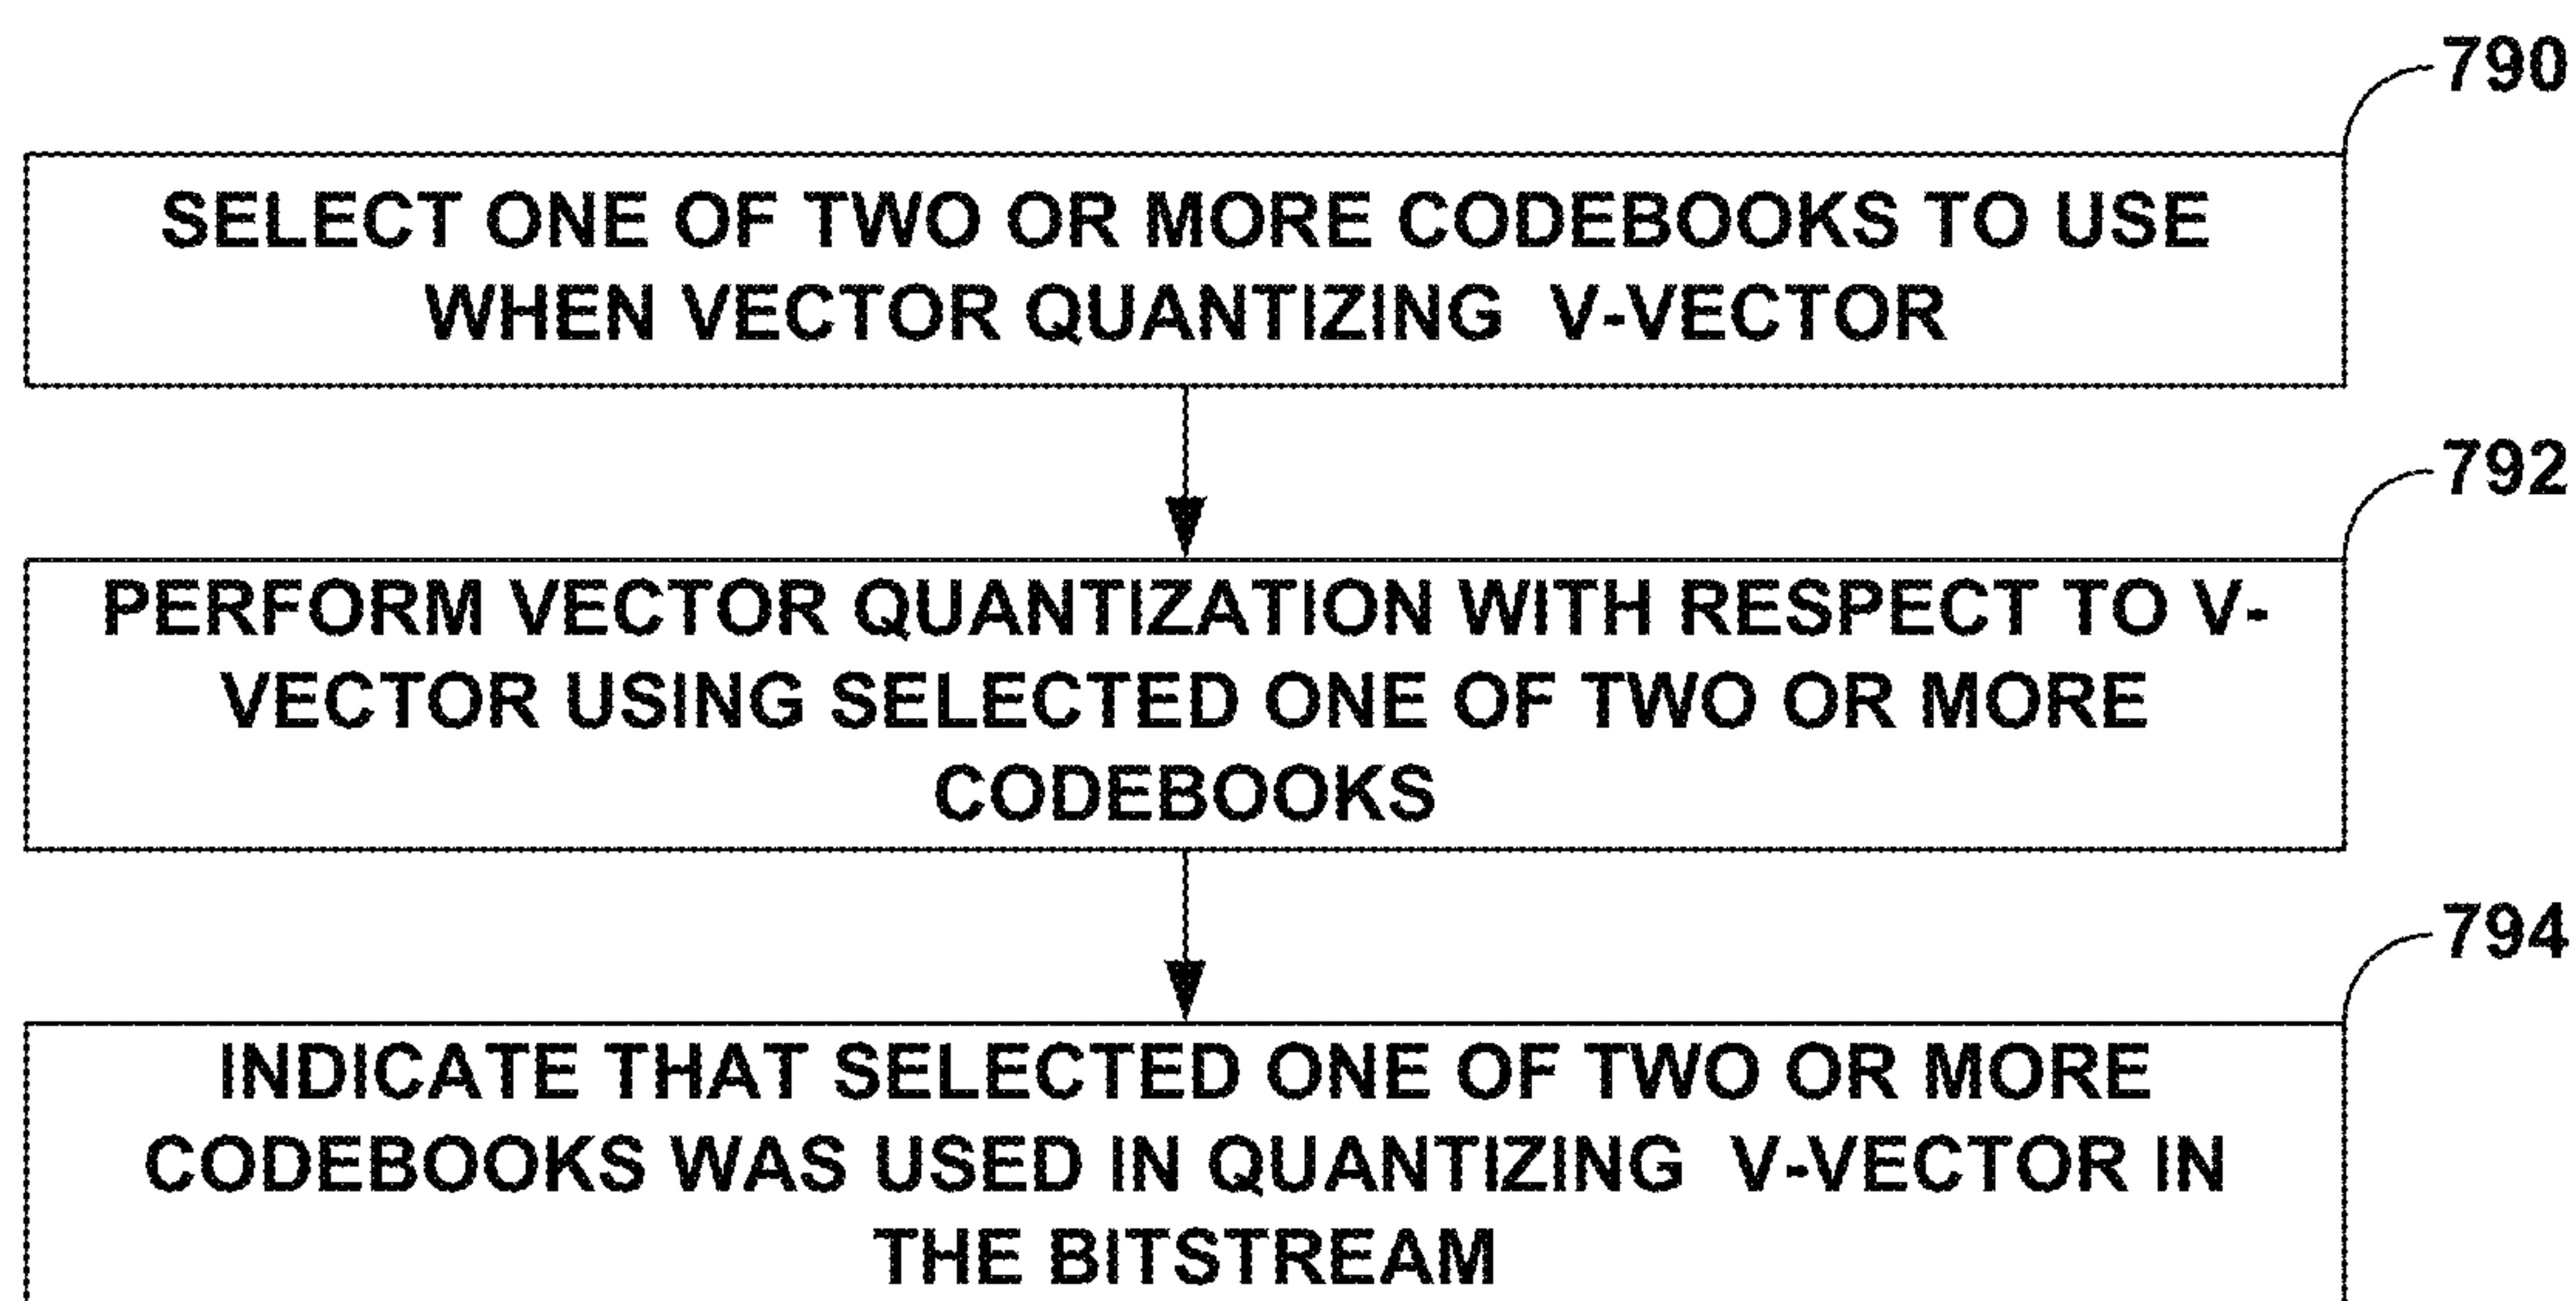 790
SELECT ONE OF TWO OR MORE CODEBOOKS TO USE
WHEN VECTOR QUANTIZING V-VECTOR
792
PERFORM VECTOR QUANTIZATION WITH RESPECT TO V-
VECTOR USING SELECTED ONE OF TWO OR MORE
CODEBOOKS
794
INDICATE THAT SELECTED ONE OF TWO OR MORE
CODEBOOKS WAS USED IN QUANTIZING V-VECTOR IN
THE BITSTREAM